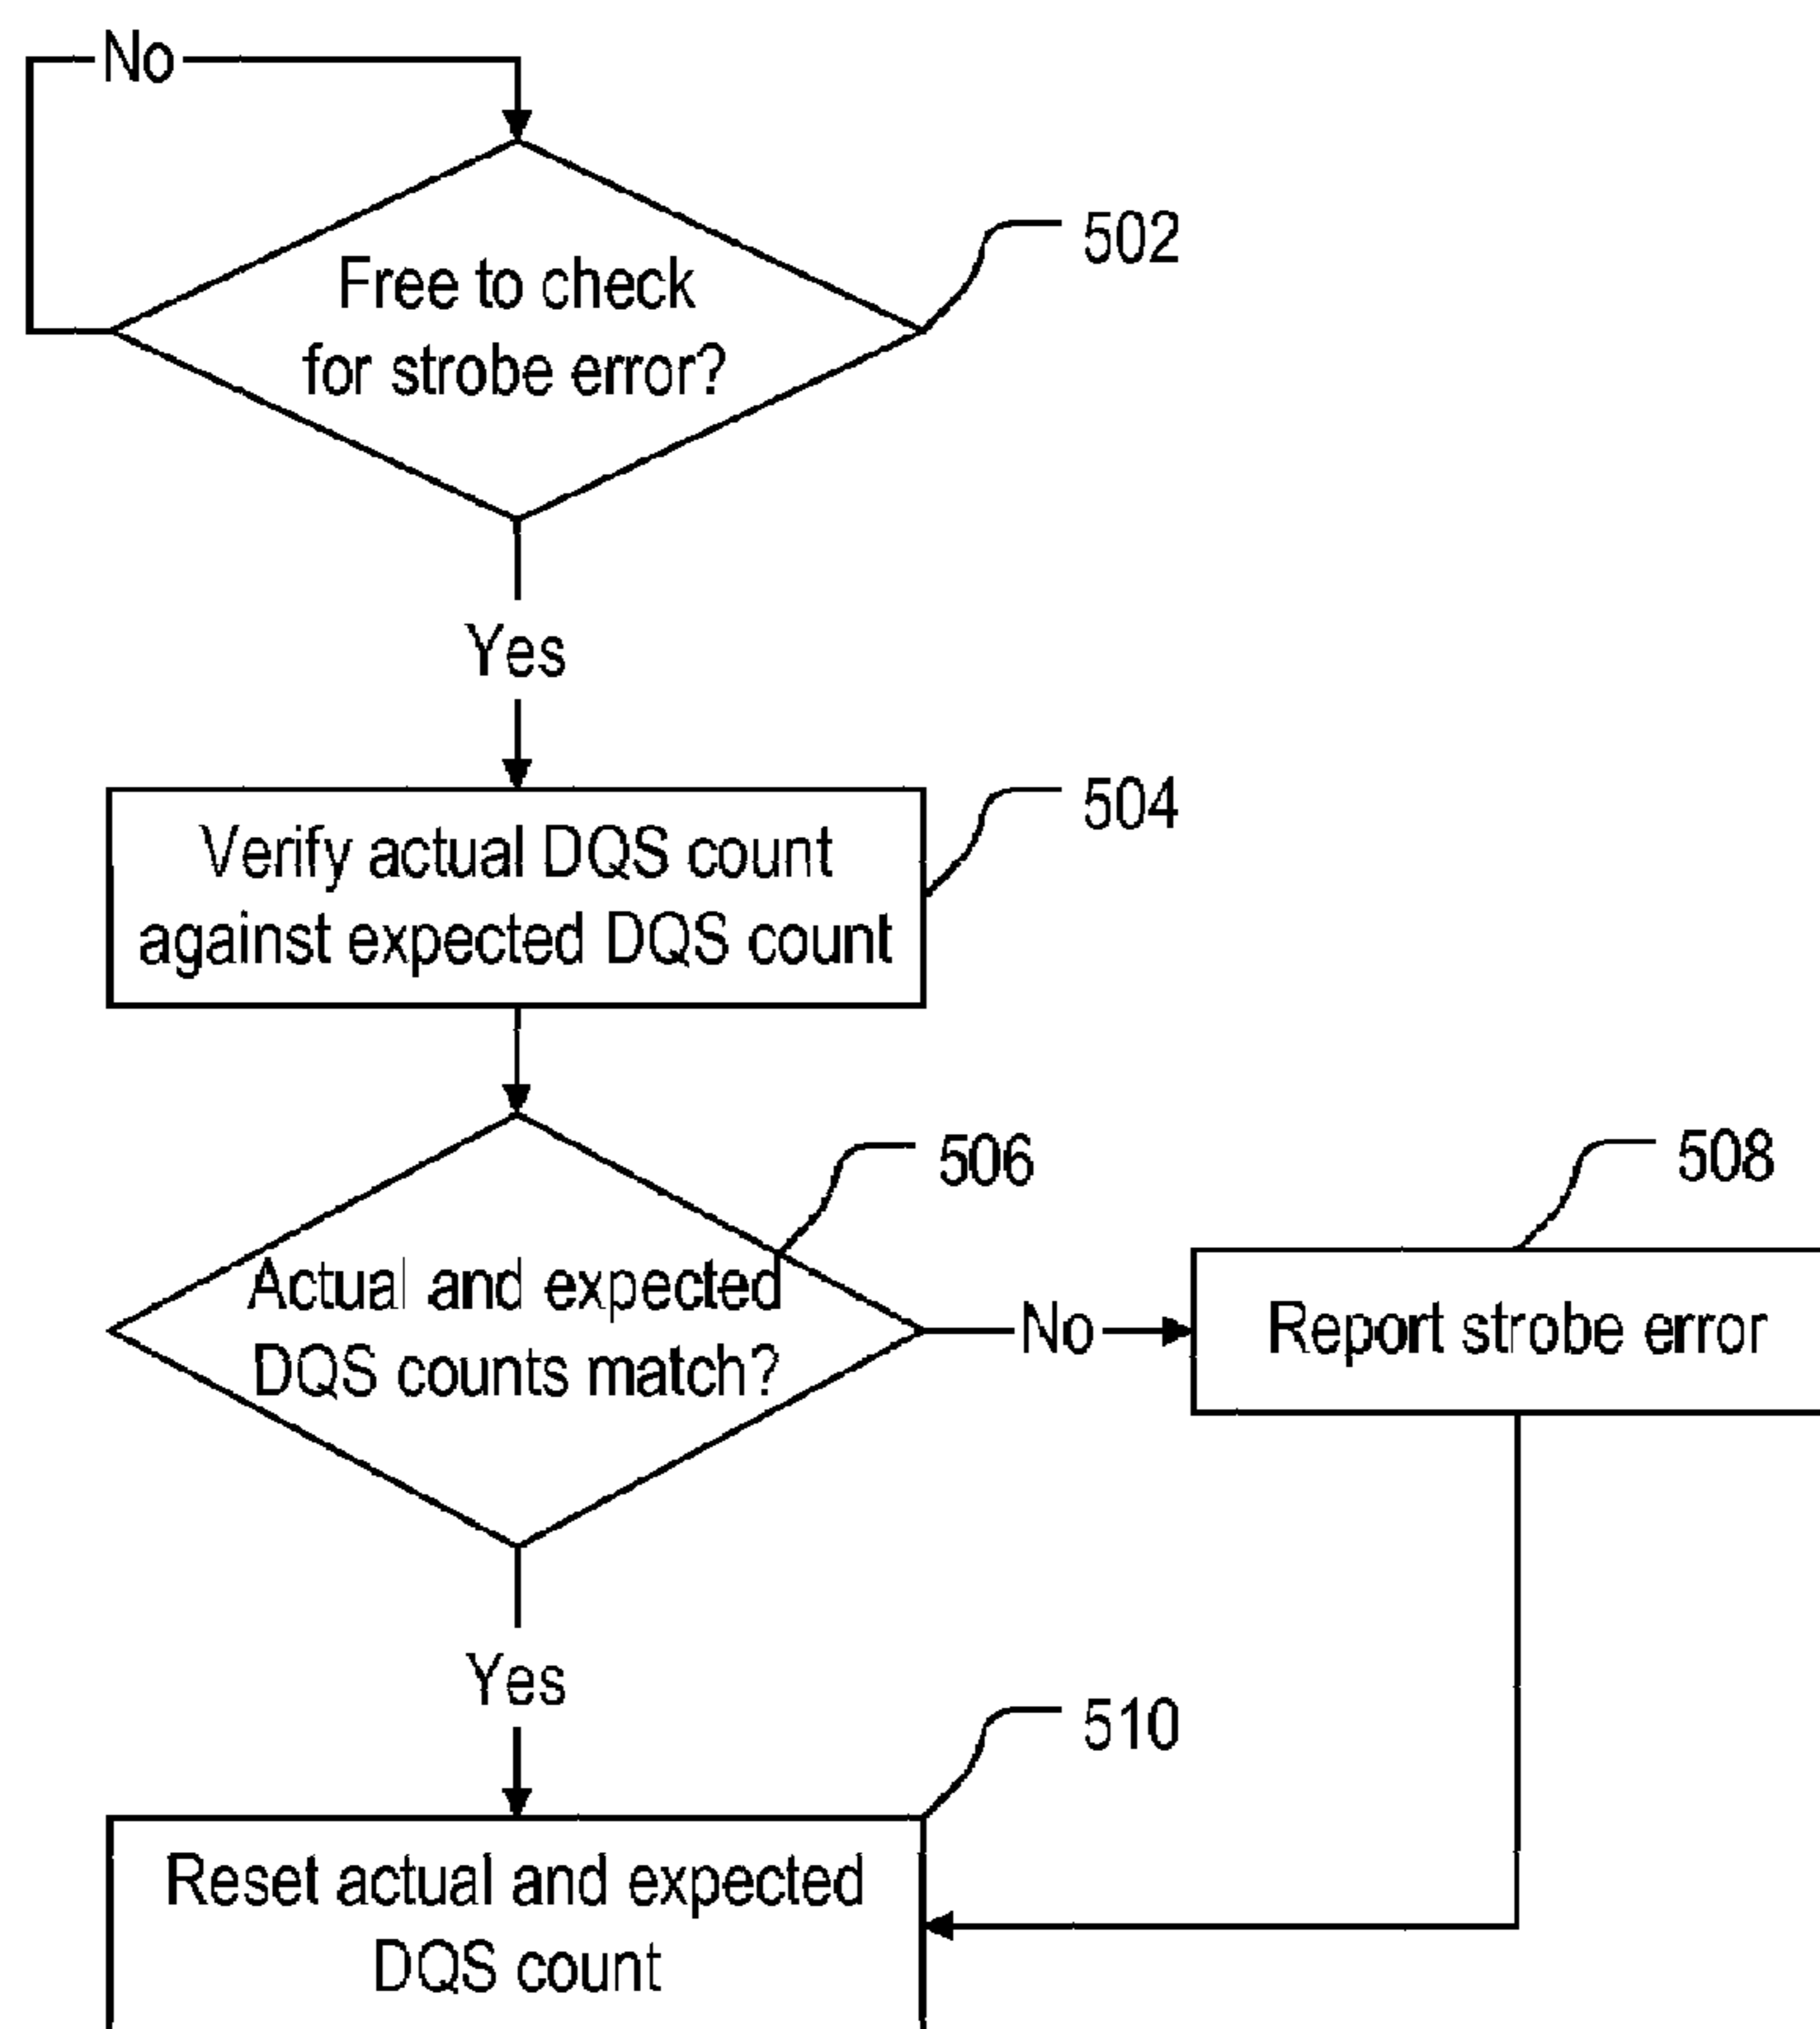 No
502
Free to check
for strobe error?
Yes
504
Verify actual DQS count
against expected DQS count
506
508
Actual and expected
DQS counts match?
No
Report strobe error
Yes
510
Reset actual and expected
DQS count